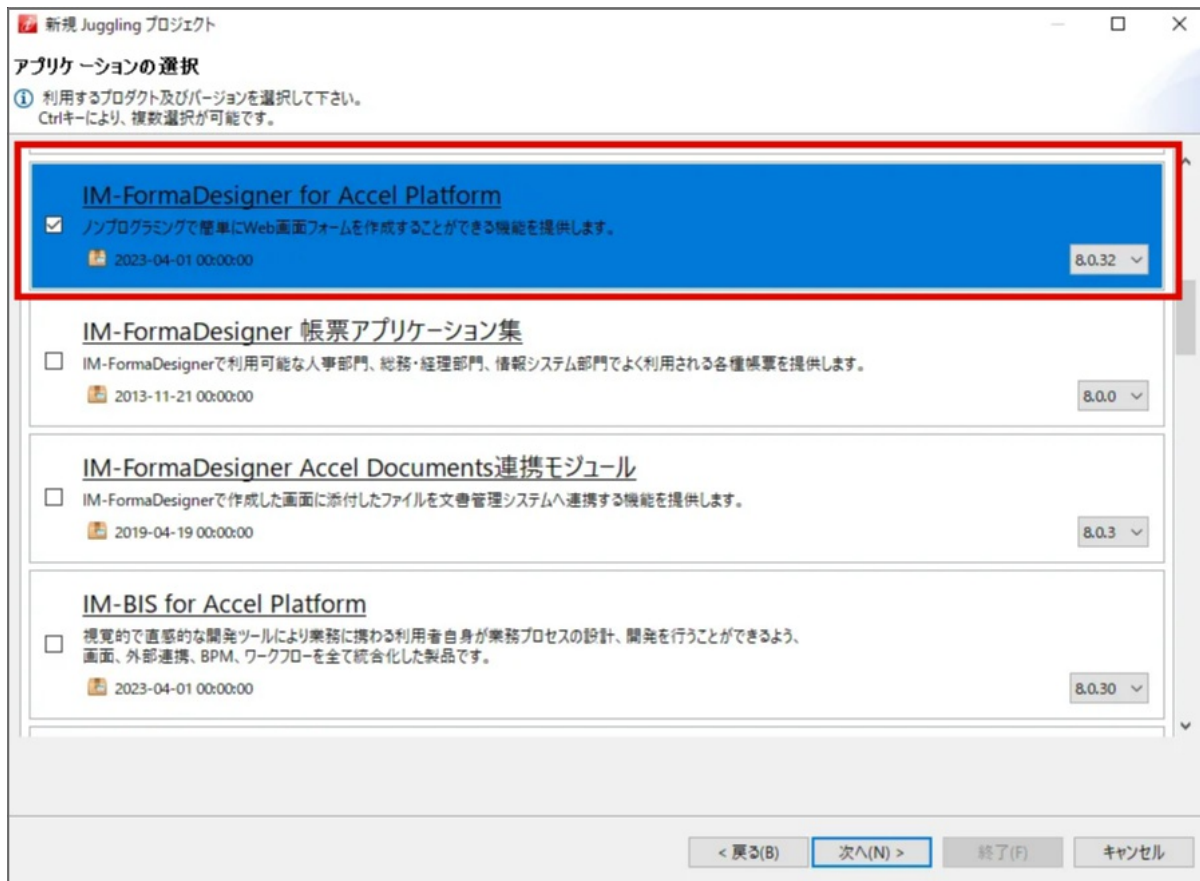 新規 Juggling プロジェクト
アプリケーションの選択
利用するプロダクト及びバージョンを選択して下さい。
Ctrlキーにより、複数選択が可能です。
IM-FormaDesigner for Accel Platform
ノンプログラミングで簡単にWeb画面フォームを作成することができる機能を提供します。
2023-04-01 00:00:00
8.0.32
IM-FormaDesigner 帳票アプリケーション集
IM-FormaDesignerで利用可能な人事部門、総務・経理部門、情報システム部門でよく利用される各種帳票を提供します。
2013-11-21 00:00:00
8.0.0
IM-FormaDesigner Accel Documents連携モジュール
IM-FormaDesignerで作成した画面に添付したファイルを文書管理システムへ連携する機能を提供します。
2019-04-19 00:00:00
8.0.3
IM-BIS for Accel Platform
視覚的で直感的な開発ツールにより業務に携わる利用者自身が業務プロセスの設計、開発を行うことができるよう、
画面、外部連携、BPM、ワークフローを全て統合化した製品です。
2023-04-01 00:00:00
8.0.30
< 戻る(B)
次へ(N) >
終了(F)
キャンセル